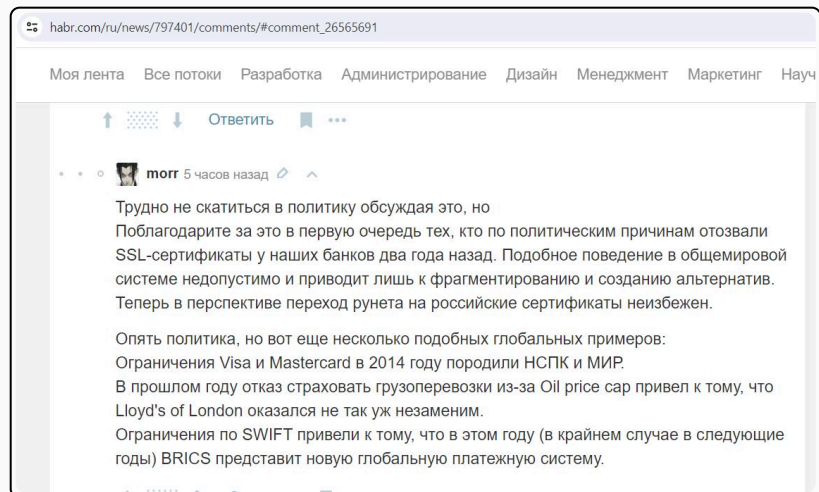 habr.com/ru/news/797401/comments/#comment_26565691
Моя лента Все потоки Разработка Администрирование Дизайн Менеджмент Маркетинг Науч
Ответить
morr 5 часов назад
Трудно не скатиться в политику обсуждая это, но
Поблагодарите за это в первую очередь тех, кто по политическим причинам отозвали
SSL-сертификаты у наших банков два года назад. Подобное поведение в общемировой
системе недопустимо и приводит лишь к фрагментированию и созданию альтернатив.
Теперь в перспективе переход рунета на российские сертификаты неизбежен.
Опять политика, но вот еще несколько подобных глобальных примеров:
Ограничения Visa и Mastercard в 2014 году породили НСПК и МИР.
В прошлом году отказ страховать грузоперевозки из-за Oil price cap привел к тому, что
Lloyd's of London оказался не так уж незаменим.
Ограничения по SWIFT привели к тому, что в этом году (в крайнем случае в следующие
годы) BRICS представит новую глобальную платежную систему.